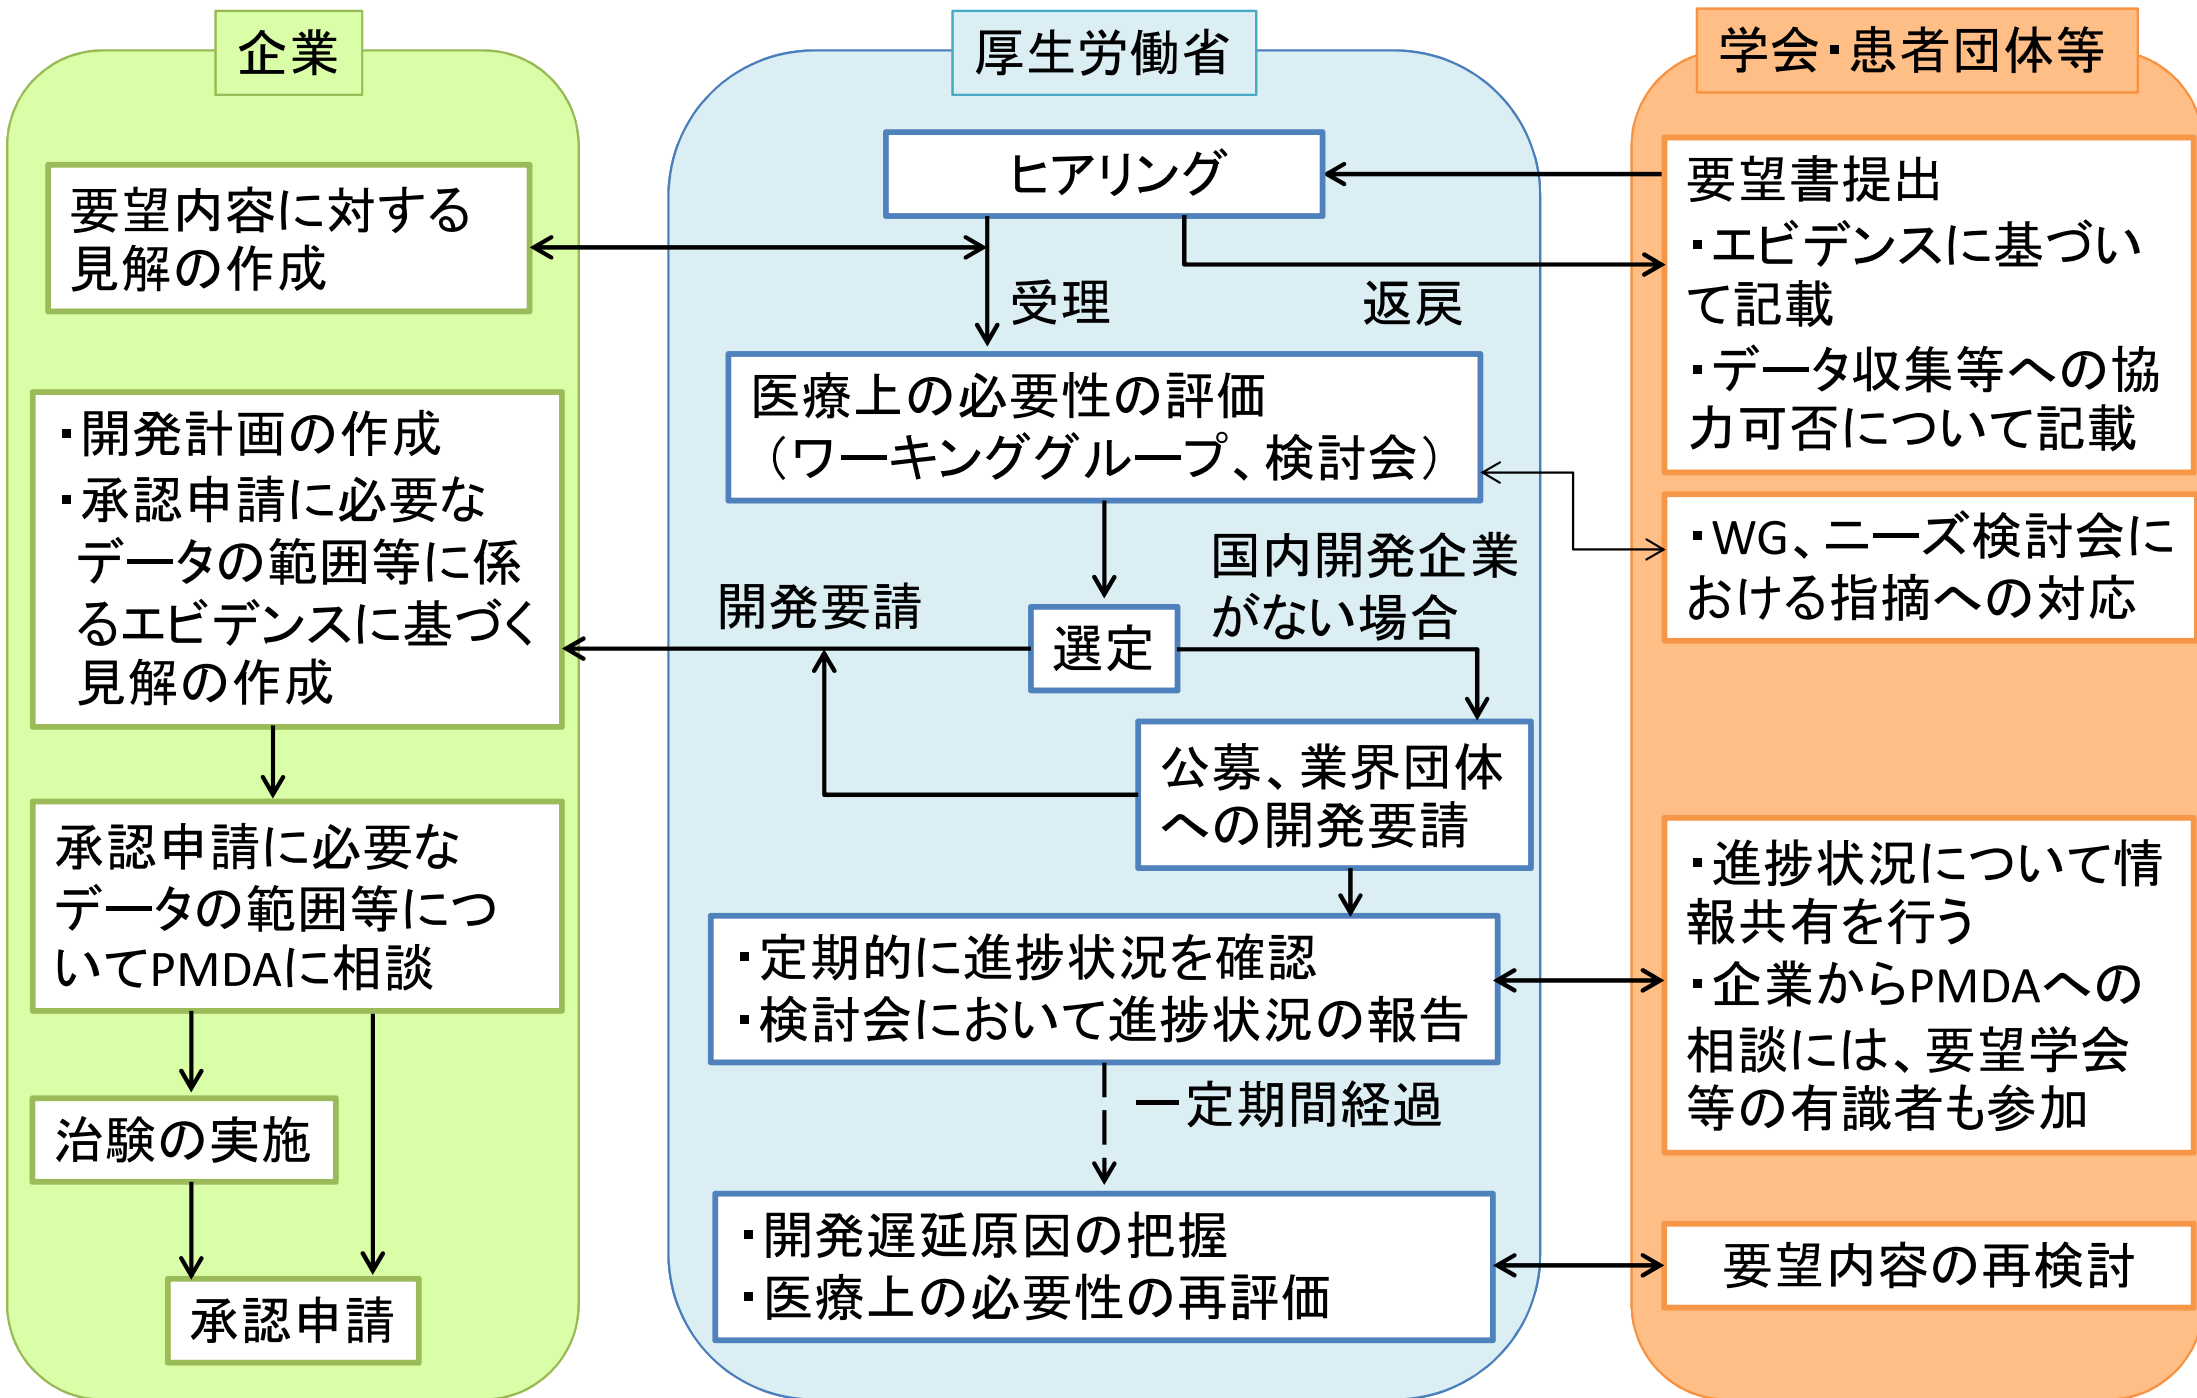 企業
要望内容に対する
見解の作成
・開発計画の作成
・承認申請に必要な
データの範囲等に係
るエビデンスに基づく
見解の作成
承認申請に必要な
データの範囲等につ
いてPMDAに相談
治験の実施
承認申請
厚生労働省
ヒアリング
受理
返戻
医療上の必要性の評価
（ワーキンググループ、検討会）
開発要請
選定
国内開発企業
がない場合
公募、業界団体
への開発要請
・定期的に進捗状況を確認
・検討会において進捗状況の報告
一定期間経過
・開発遅延原因の把握
・医療上の必要性の再評価
学会・患者団体等
要望書提出
・エビデンスに基づい
て記載
・データ収集等への協
力可否について記載
・WG、ニーズ検討会に
おける指摘への対応
・進捗状況について情
報共有を行う
・企業からPMDAへの
相談には、要望学会
等の有識者も参加
要望内容の再検討